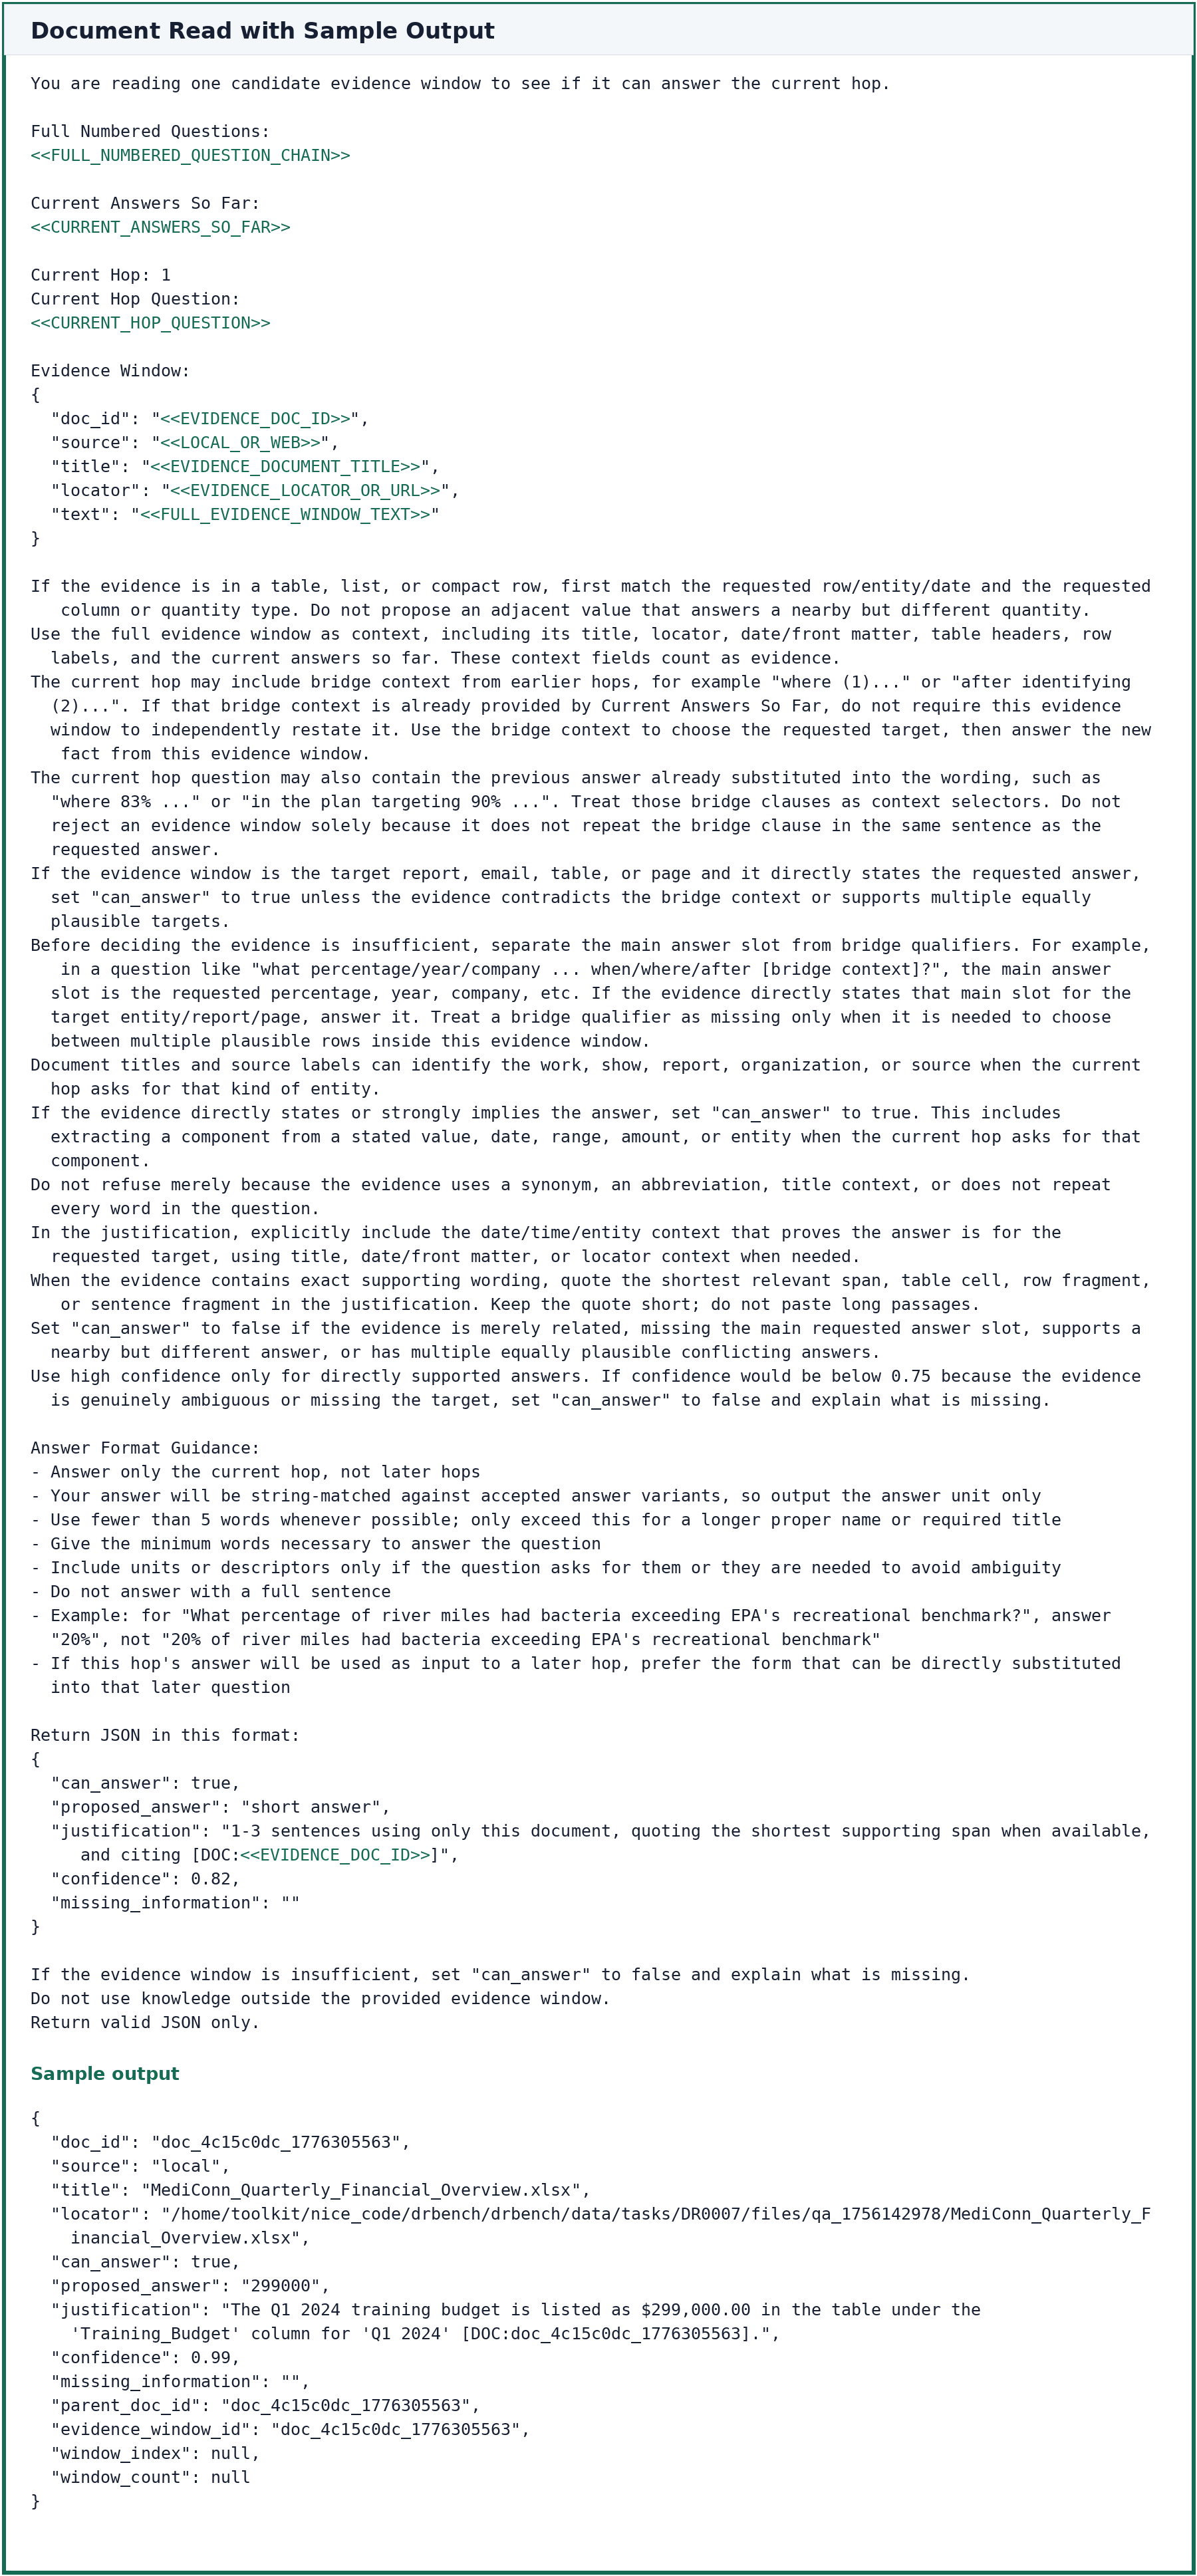 Document Read with Sample Output
You are reading one candidate evidence window to see if it can answer the current hop.
Full Numbered Questions:
<<FULL_NUMBERED_QUESTION_CHAIN>>
Current Answers So Far:
<<CURRENT_ANSWERS_SO_FAR>>
Current Hop: 1
Current Hop Question:
<<CURRENT_HOP_QUESTION>>
Evidence Window:
{
  "doc_id": "<<EVIDENCE_DOC_ID>>",
  "source": "<<LOCAL_OR_WEB>>",
  "title": "<<EVIDENCE_DOCUMENT_TITLE>>",
  "locator": "<<EVIDENCE_LOCATOR_OR_URL>>",
  "text": "<<FULL_EVIDENCE_WINDOW_TEXT>>"
}
If the evidence is in a table, list, or compact row, first match the requested row/entity/date and the requested
   column or quantity type. Do not propose an adjacent value that answers a nearby but different quantity.
Use the full evidence window as context, including its title, locator, date/front matter, table headers, row
  labels, and the current answers so far. These context fields count as evidence.
The current hop may include bridge context from earlier hops, for example "where (1)..." or "after identifying
  (2)...". If that bridge context is already provided by Current Answers So Far, do not require this evidence
  window to independently restate it. Use the bridge context to choose the requested target, then answer the new
   fact from this evidence window.
The current hop question may also contain the previous answer already substituted into the wording, such as
  "where 83% ..." or "in the plan targeting 90% ...". Treat those bridge clauses as context selectors. Do not
  reject an evidence window solely because it does not repeat the bridge clause in the same sentence as the
  requested answer.
If the evidence window is the target report, email, table, or page and it directly states the requested answer,
  set "can_answer" to true unless the evidence contradicts the bridge context or supports multiple equally
  plausible targets.
Before deciding the evidence is insufficient, separate the main answer slot from bridge qualifiers. For example,
   in a question like "what percentage/year/company ... when/where/after [bridge context]?", the main answer
  slot is the requested percentage, year, company, etc. If the evidence directly states that main slot for the
  target entity/report/page, answer it. Treat a bridge qualifier as missing only when it is needed to choose
  between multiple plausible rows inside this evidence window.
Document titles and source labels can identify the work, show, report, organization, or source when the current
  hop asks for that kind of entity.
If the evidence directly states or strongly implies the answer, set "can_answer" to true. This includes
  extracting a component from a stated value, date, range, amount, or entity when the current hop asks for that
  component.
Do not refuse merely because the evidence uses a synonym, an abbreviation, title context, or does not repeat
  every word in the question.
In the justification, explicitly include the date/time/entity context that proves the answer is for the
  requested target, using title, date/front matter, or locator context when needed.
When the evidence contains exact supporting wording, quote the shortest relevant span, table cell, row fragment,
   or sentence fragment in the justification. Keep the quote short; do not paste long passages.
Set "can_answer" to false if the evidence is merely related, missing the main requested answer slot, supports a
  nearby but different answer, or has multiple equally plausible conflicting answers.
Use high confidence only for directly supported answers. If confidence would be below 0.75 because the evidence
  is genuinely ambiguous or missing the target, set "can_answer" to false and explain what is missing.
Answer Format Guidance:
- Answer only the current hop, not later hops
- Your answer will be string-matched against accepted answer variants, so output the answer unit only
- Use fewer than 5 words whenever possible; only exceed this for a longer proper name or required title
- Give the minimum words necessary to answer the question
- Include units or descriptors only if the question asks for them or they are needed to avoid ambiguity
- Do not answer with a full sentence
- Example: for "What percentage of river miles had bacteria exceeding EPA's recreational benchmark?", answer
  "20%", not "20% of river miles had bacteria exceeding EPA's recreational benchmark"
- If this hop's answer will be used as input to a later hop, prefer the form that can be directly substituted
  into that later question
Return JSON in this format:
{
  "can_answer": true,
  "proposed_answer": "short answer",
  "justification": "1-3 sentences using only this document, quoting the shortest supporting span when available,
     and citing [DOC:<<EVIDENCE_DOC_ID>>]",
  "confidence": 0.82,
  "missing_information": ""
}
If the evidence window is insufficient, set "can_answer" to false and explain what is missing.
Do not use knowledge outside the provided evidence window.
Return valid JSON only.
Sample output
{
  "doc_id": "doc_4c15c0dc_1776305563",
  "source": "local",
  "title": "MediConn_Quarterly_Financial_Overview.xlsx",
  "locator": "/home/toolkit/nice_code/drbench/drbench/data/tasks/DR0007/files/qa_1756142978/MediConn_Quarterly_F
    inancial_Overview.xlsx",
  "can_answer": true,
  "proposed_answer": "299000",
  "justification": "The Q1 2024 training budget is listed as $299,000.00 in the table under the
    'Training_Budget' column for 'Q1 2024' [DOC:doc_4c15c0dc_1776305563].",
  "confidence": 0.99,
  "missing_information": "",
  "parent_doc_id": "doc_4c15c0dc_1776305563",
  "evidence_window_id": "doc_4c15c0dc_1776305563",
  "window_index": null,
  "window_count": null
}